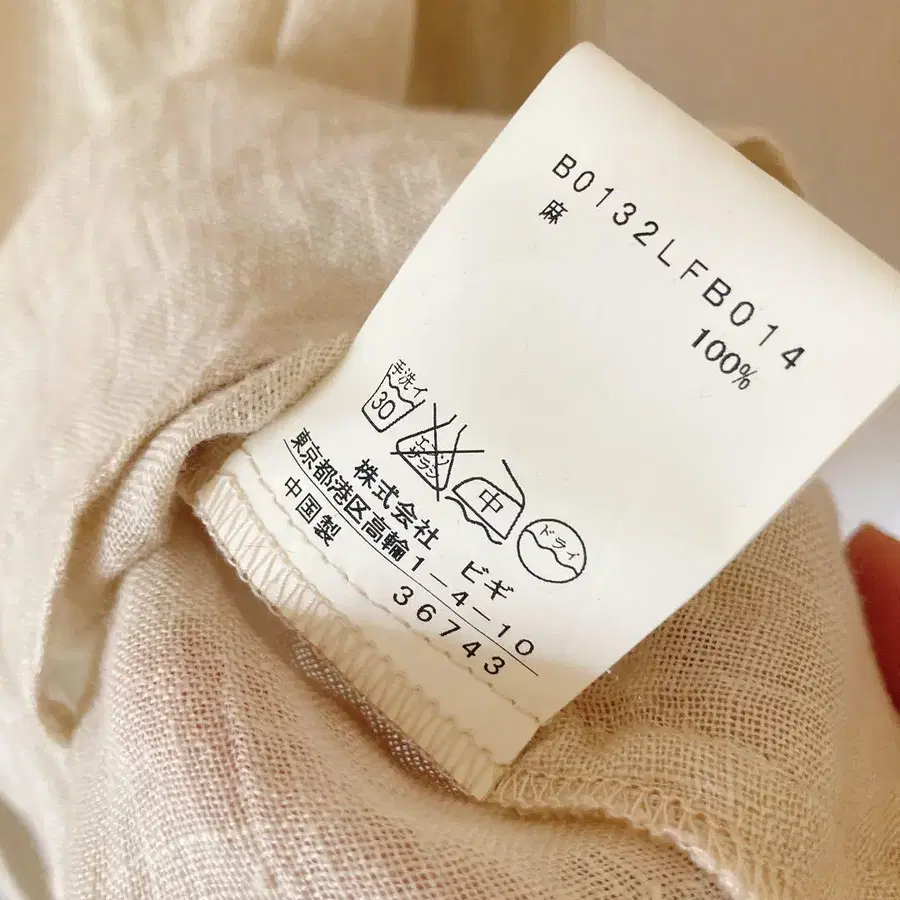 B0132LFB014
麻 100%
手洗イ
30
エンソ
サラシ
中
ドライ
株式会社 ビギ
東京都港区高輪1-4-10
中国製 36743